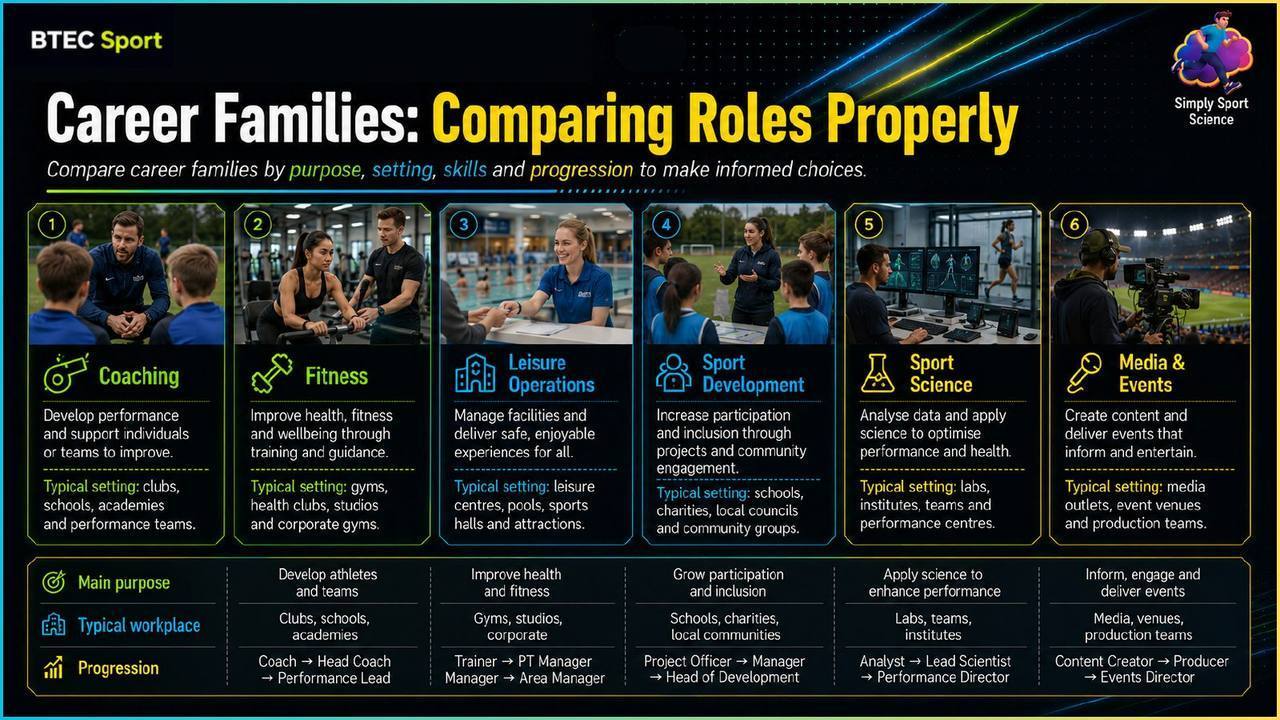 BTEC Sport
Simply Sport
Science
Career Families: Comparing Roles Properly
Compare career families by purpose, setting, skills and progression to make informed choices.
1
Coaching
Develop performance
and support individuals
or teams to improve.
Typical setting: clubs,
schools, academies
and performance teams.
2
Fitness
Improve health, fitness
and wellbeing through
training and guidance.
Typical setting: gyms,
health clubs, studios
and corporate gyms.
3
Leisure
Operations
Manage facilities and
deliver safe, enjoyable
experiences for all.
Typical setting: leisure
centres, pools, sports
halls and attractions.
4
Sport
Development
Increase participation
and inclusion through
projects and community
engagement.
Typical setting: schools,
charities, local councils
and community groups.
5
Sport
Science
Analyse data and apply
science to optimise
performance and health.
Typical setting: labs,
institutes, teams and
performance centres.
6
Media &
Events
Create content and
deliver events that
inform and entertain.
Typical setting: media
outlets, event venues
and production teams.
Main purpose
Develop athletes
and teams
Improve health
and fitness
Grow participation
and inclusion
Apply science to
enhance performance
Inform, engage and
deliver events
Typical workplace
Clubs, schools,
academies
Gyms, studios,
corporate
Schools, charities,
local communities
Labs, teams,
institutes
Media, venues,
production teams
Progression
Coach → Head Coach
→ Performance Lead
Trainer → PT Manager
Manager → Area Manager
Project Officer → Manager
→ Head of Development
Analyst → Lead Scientist
→ Performance Director
Content Creator → Producer
→ Events Director